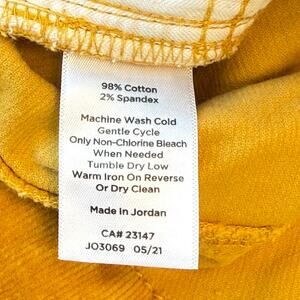 98% Cotton
2% Spandex
Machine Wash Cold
Gentle Cycle
Only Non-Chlorine Bleach
When Needed
Tumble Dry Low
Warm Iron On Reverse
Or Dry Clean
Made in Jordan
CA# 23147
JO3069 05/21